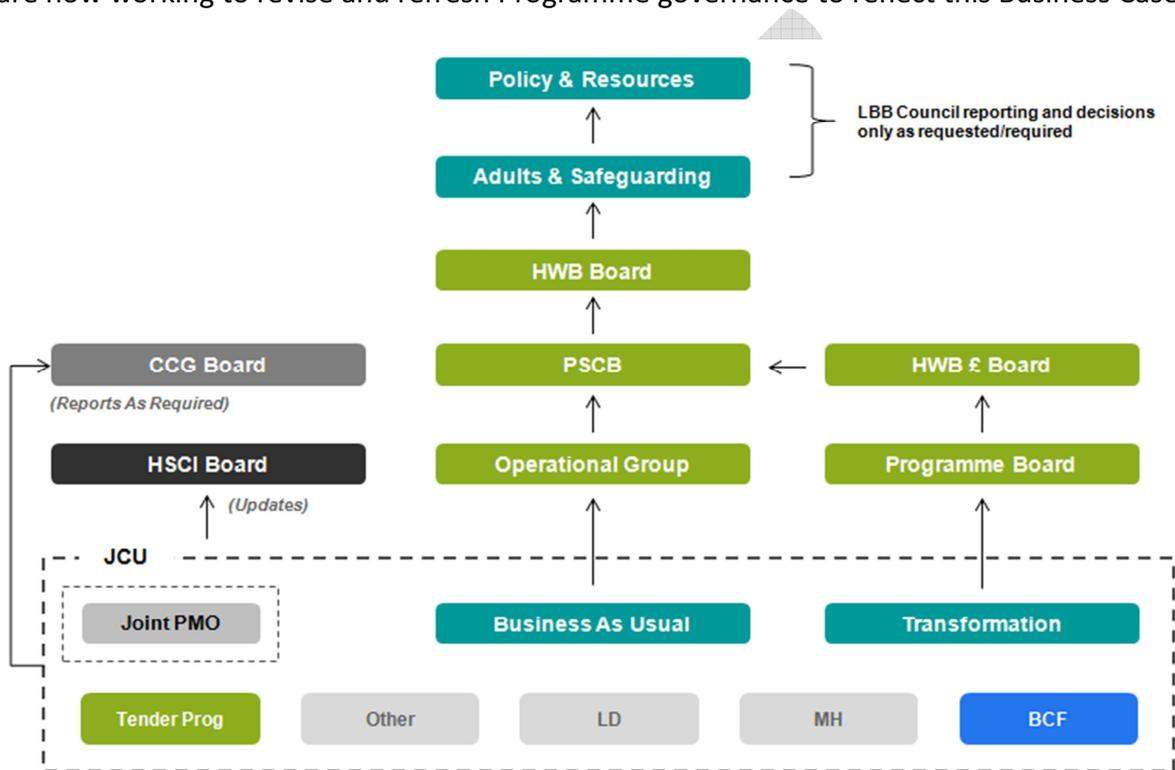 are now working to revise and refresh Programme governance to reflect this Business Case
Policy & Resources
LBB Council reporting and decisions
only as requested/required
Adults & Safeguarding
HWB Board
CCG Board
PSCB
HWB £ Board
(Reports As Required)
HSCI Board
Operational Group
Programme Board
(Updates)
JCU
Joint PMO
Business As Usual
Transformation
Tender Prog
Other
LD
MH
BCF